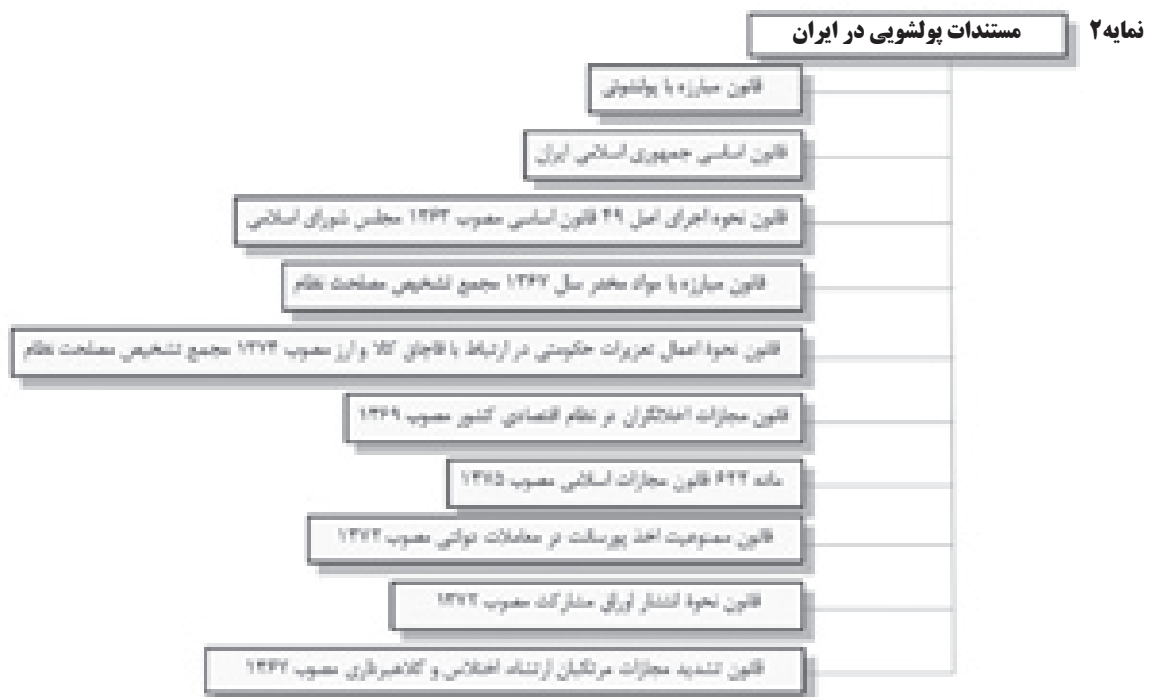 نمایه۲
مستندات پولشویی در ایران
قانون مبارزه با پولشوئی
قانون اساسی جمهوری اسلامی ایران
قانون نحوه اجرای اصل ۴۹ قانون اساسی مصوب ۱۳۶۳ مجلس شورای اسلامی
قانون مبارزه با مواد مخدر سال ۱۳۶۷ مجمع تشخیص مصلحت نظام
قانون نحوهٔ اعمال تعزیرات حکومتی در ارتباط با قاچاق کالا و ارز مصوب ۱۳۷۴ مجمع تشخیص مصلحت نظام
قانون مجازات اخلالگران در نظام اقتصادی کشور مصوب ۱۳۶۹
ماده قانون مجازات اسلامی مصوب ۱۳۷۵
قانون ممنوعیت اخذ پورسانت در معاملات دولتی مصوب ۱۳۷۲
قانون نحوهٔ انتشار اوراق مشارکت مصوب
قانون تشدید مجازات مرتکبان ارتشاء، اختلاس و کلاهبرداری مصوب ۱۳۶۷